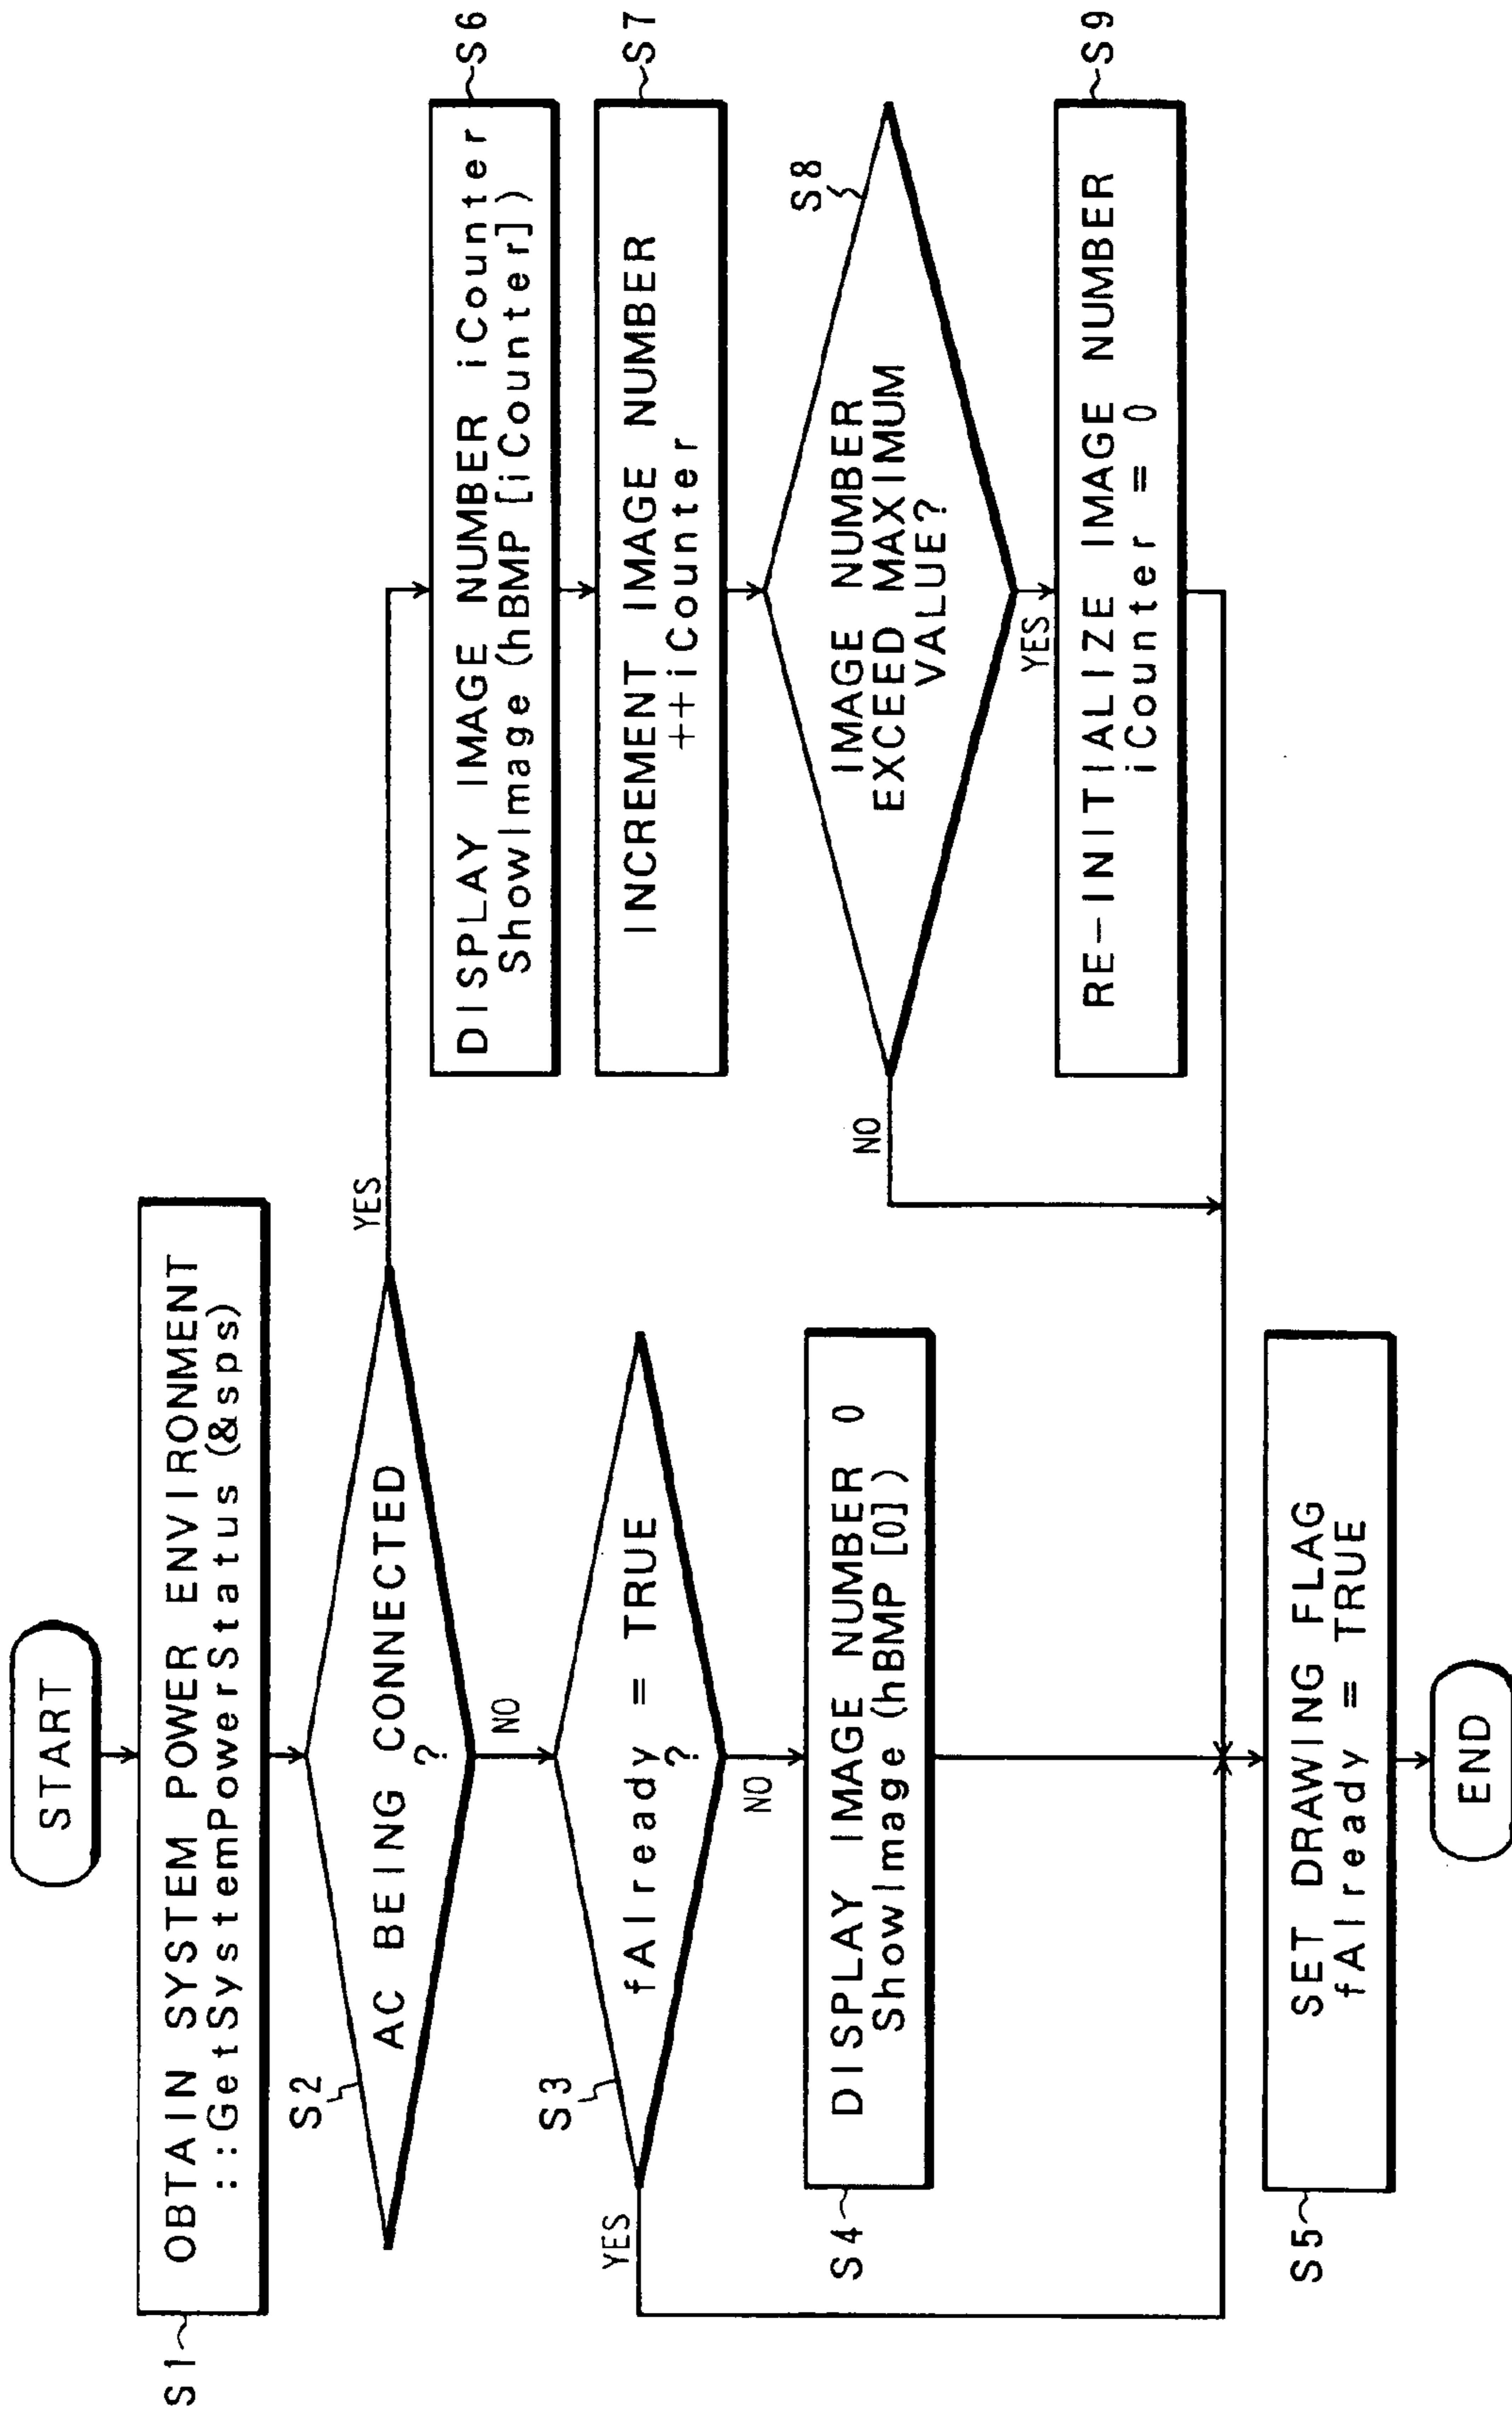 START
S1
OBTAIN SYSTEM POWER ENVIRONMENT
::GetSystemPowerStatus (&sps)
S2
AC BEING CONNECTED
?
YES
NO
S3
fAlready = TRUE
?
YES
NO
S4
DISPLAY IMAGE NUMBER 0
ShowImage (hBMP [0])
S5
SET DRAWING FLAG
fAlready = TRUE
END
S6
DISPLAY IMAGE NUMBER iCounter
ShowImage (hBMP [iCounter])
S7
INCREMENT IMAGE NUMBER
++iCounter
S8
IMAGE NUMBER
EXCEED MAXIMUM
VALUE?
NO
YES
S9
RE-INITIALIZE IMAGE NUMBER
iCounter = 0